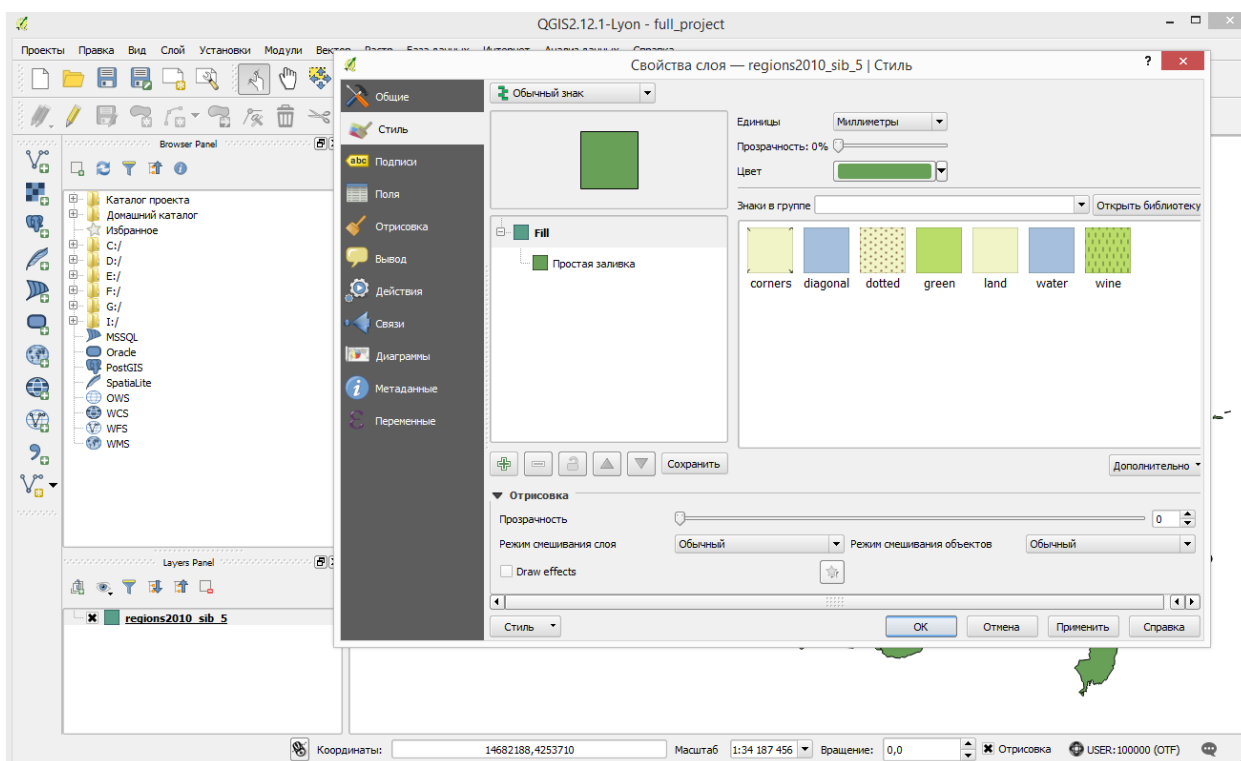 QGIS2.12.1-Lyon - full_project
Проекты Правка Вид Слой Установки Модули
Свойства слоя — regions2010_sib_5 | Стиль
Browser Panel
Каталог проекта
Домашний каталог
Избранное
C:/
D:/
E:/
F:/
G:/
I:/
MSSQL
Oracle
PostGIS
SpatiaLite
OWS
WCS
WFS
WMS
Layers Panel
regions2010_sib_5
Общие
Стиль
abc Подписи
Поля
Отрисовка
Вывод
Действия
Связи
Диаграммы
Метаданные
Переменные
Обычный знак
Единицы Миллиметры
Прозрачность: 0%
Цвет
Знаки в группе Открыть библиотеку
Fill
Простая заливка
corners diagonal dotted green land water wine
Сохранить
Дополнительно
Отрисовка
Прозрачность 0
Режим смешивания слоя Обычный Режим смешивания объектов Обычный
Draw effects
Стиль OK Отмена Применить Справка
Координаты: 14682188,4253710 Масштаб 1:34 187 456 Вращение: 0,0 Отрисовка USER:100000 (OTF)